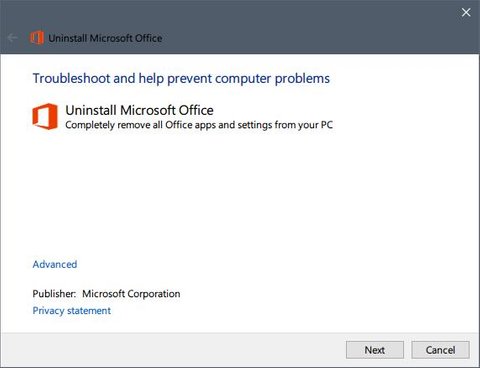 Uninstall Microsoft Office
Troubleshoot and help prevent computer problems
Uninstall Microsoft Office
Completely remove all Office apps and settings from your PC
Advanced
Publisher: Microsoft Corporation
Privacy statement
Next Cancel